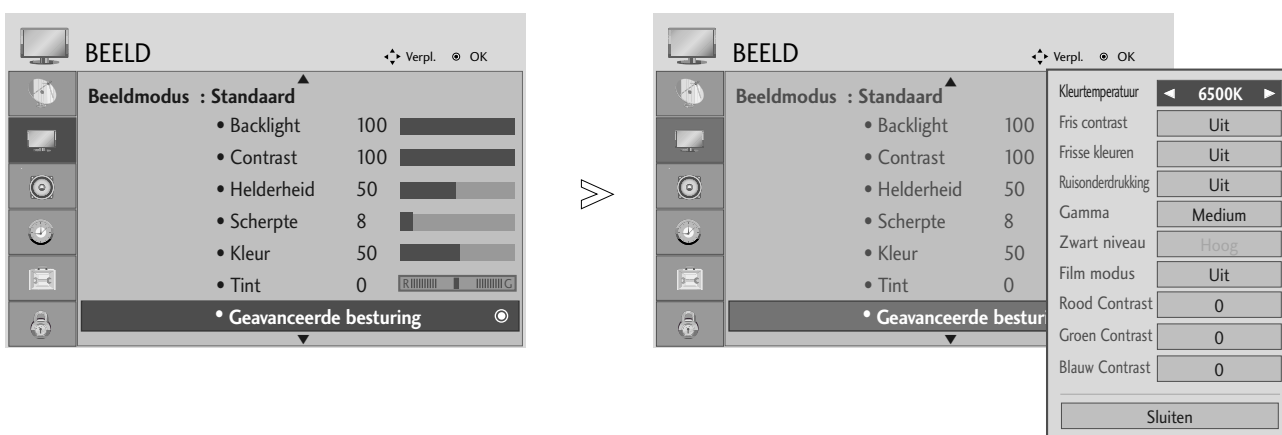 BEELD
Verpl. OK
Beeldmodus : Standaard
• Backlight 100
• Contrast 100
• Helderheid 50
• Scherpte 8
• Kleur 50
• Tint 0 R G
• Geavanceerde besturing
BEELD
Verpl. OK
Beeldmodus : Standaard
• Backlight 100
• Contrast 100
• Helderheid 50
• Scherpte 8
• Kleur 50
• Tint 0
• Geavanceerde bestur
Kleurtemperatuur 6500K
Fris contrast Uit
Frisse kleuren Uit
Ruisonderdrukking Uit
Gamma Medium
Zwart niveau Hoog
Film modus Uit
Rood Contrast 0
Groen Contrast 0
Blauw Contrast 0
Sluiten